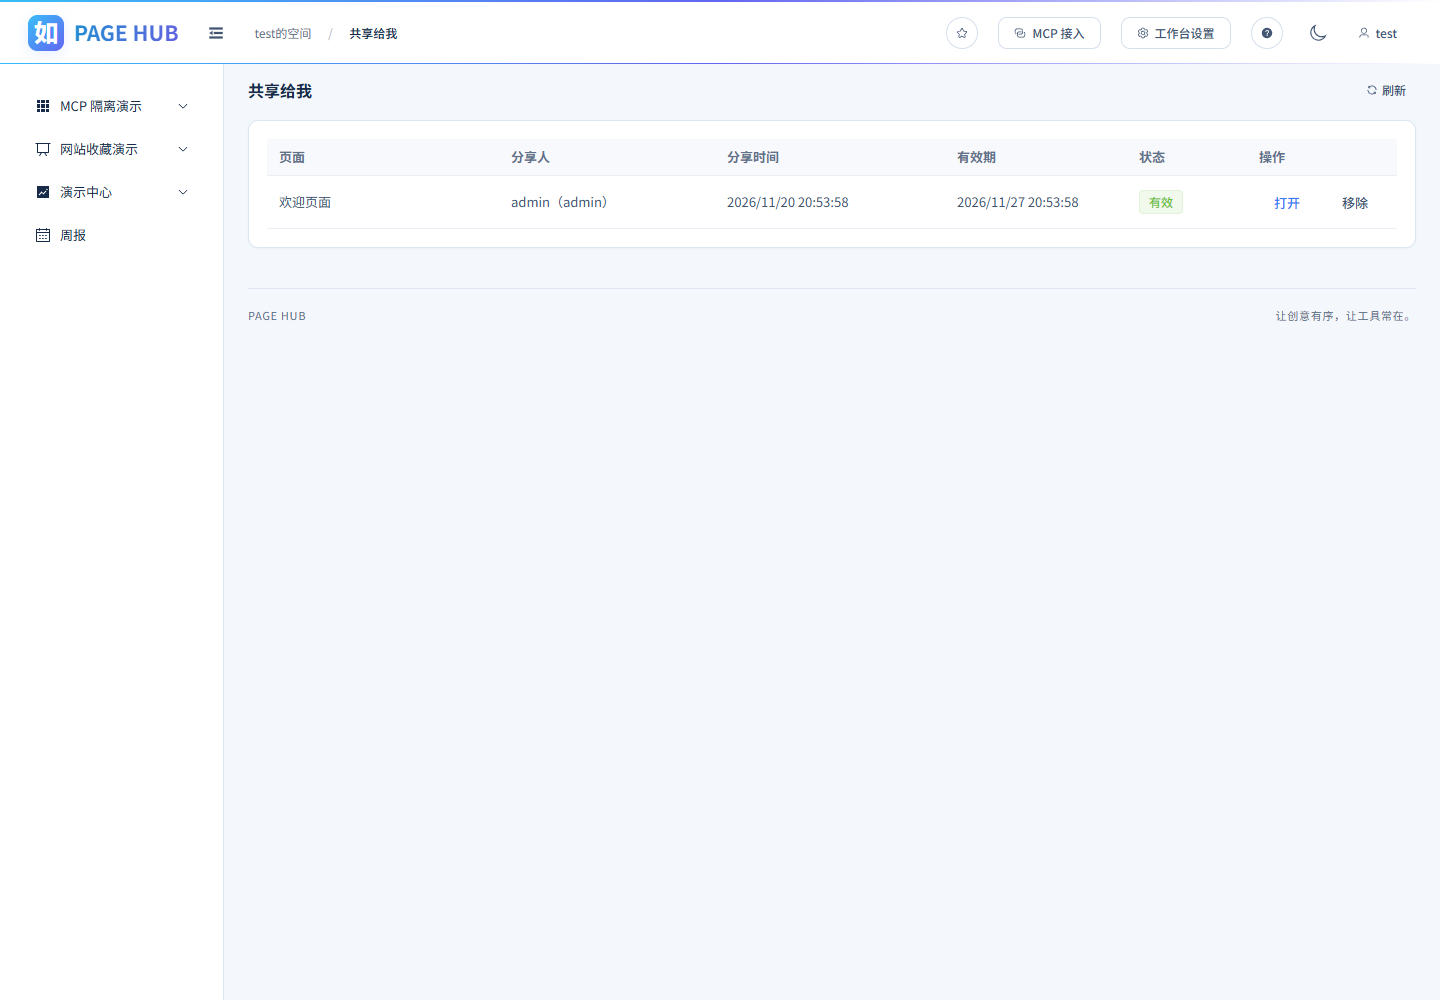 如 PAGE HUB test的空间 / 共享给我 MCP 接入 工作台设置 test
MCP 隔离演示
网站收藏演示
演示中心
周报
共享给我 刷新
页面 分享人 分享时间 有效期 状态 操作
欢迎页面 admin（admin） 2026/11/20 20:53:58 2026/11/27 20:53:58 有效 打开 移除
PAGE HUB 让创意有序，让工具常在。